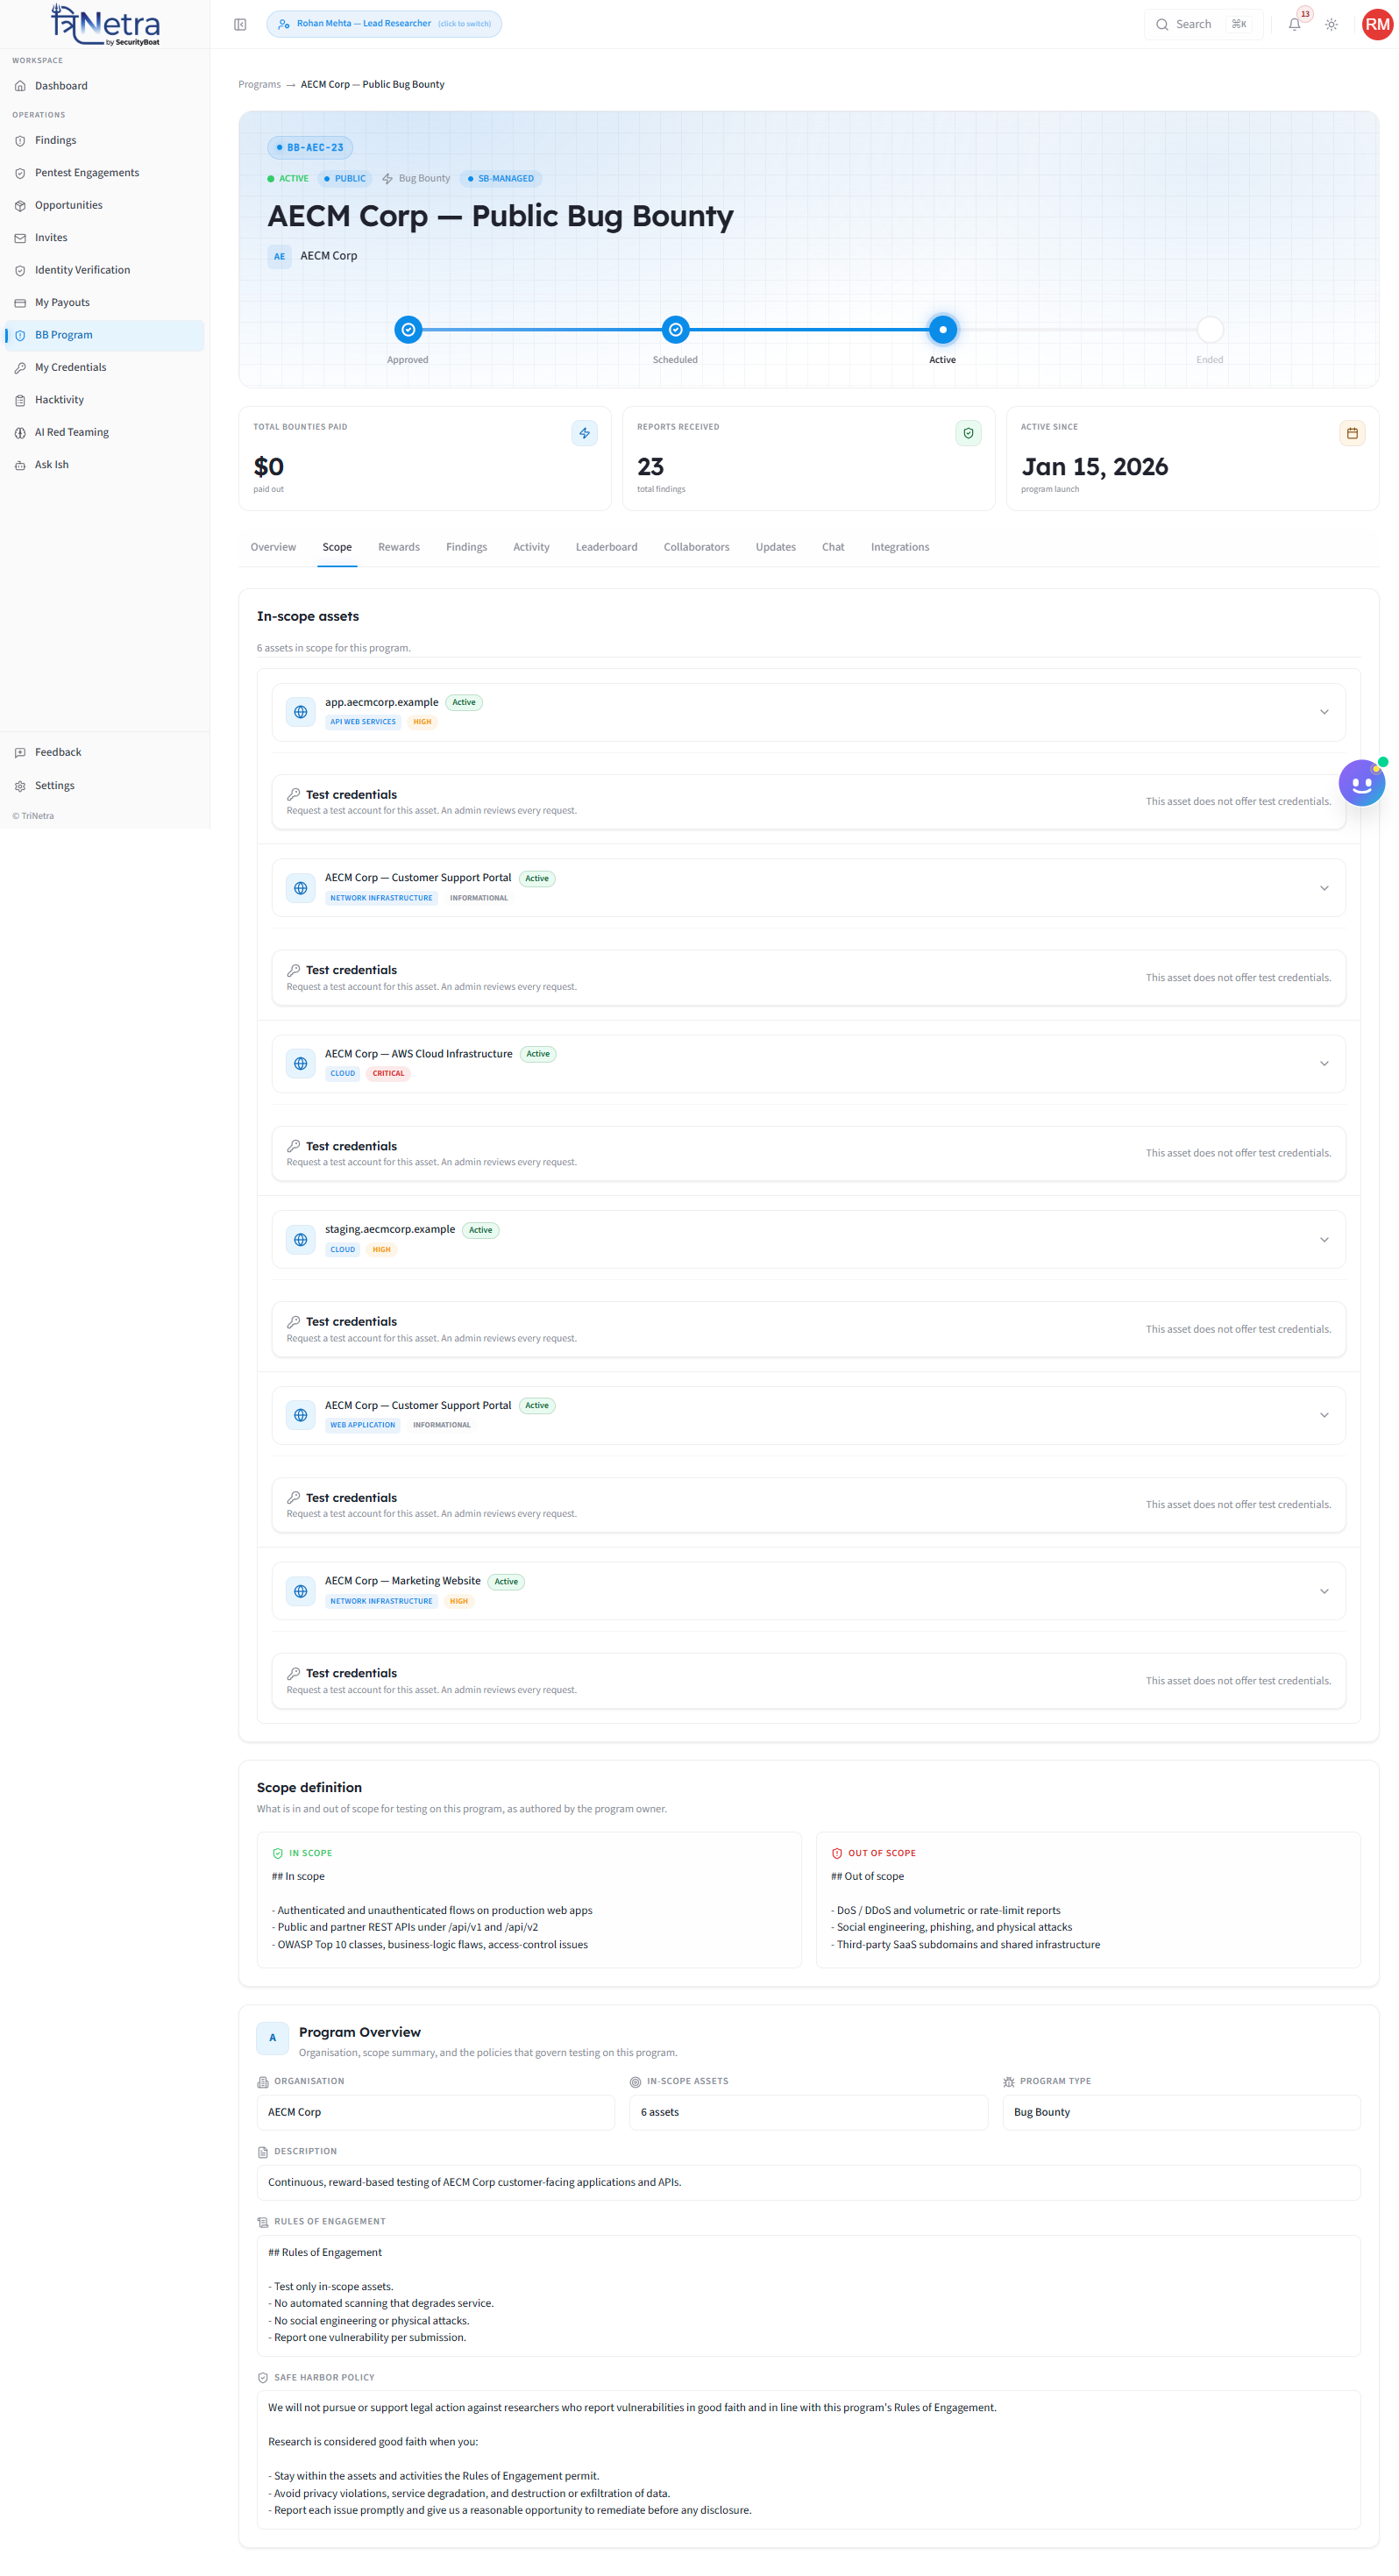 त्रिNetra
by SecurityBoat
Rohan Mehta — Lead Researcher (click to switch)
Search ⌘K
13
RM
WORKSPACE
Dashboard
OPERATIONS
Findings
Pentest Engagements
Opportunities
Invites
Identity Verification
My Payouts
BB Program
My Credentials
Hacktivity
AI Red Teaming
Ask Ish
Feedback
Settings
© TriNetra
Programs → AECM Corp — Public Bug Bounty
BB-AEC-23
ACTIVE PUBLIC Bug Bounty SB-MANAGED
AECM Corp — Public Bug Bounty
AE AECM Corp
Approved Scheduled Active Ended
TOTAL BOUNTIES PAID
$0
paid out
REPORTS RECEIVED
23
total findings
ACTIVE SINCE
Jan 15, 2026
program launch
Overview Scope Rewards Findings Activity Leaderboard Collaborators Updates Chat Integrations
In-scope assets
6 assets in scope for this program.
app.aecmcorp.example Active
API WEB SERVICES HIGH
Test credentials
Request a test account for this asset. An admin reviews every request.
This asset does not offer test credentials.
AECM Corp — Customer Support Portal Active
NETWORK INFRASTRUCTURE INFORMATIONAL
Test credentials
Request a test account for this asset. An admin reviews every request.
This asset does not offer test credentials.
AECM Corp — AWS Cloud Infrastructure Active
CLOUD CRITICAL
Test credentials
Request a test account for this asset. An admin reviews every request.
This asset does not offer test credentials.
staging.aecmcorp.example Active
CLOUD HIGH
Test credentials
Request a test account for this asset. An admin reviews every request.
This asset does not offer test credentials.
AECM Corp — Customer Support Portal Active
WEB APPLICATION INFORMATIONAL
Test credentials
Request a test account for this asset. An admin reviews every request.
This asset does not offer test credentials.
AECM Corp — Marketing Website Active
NETWORK INFRASTRUCTURE HIGH
Test credentials
Request a test account for this asset. An admin reviews every request.
This asset does not offer test credentials.
Scope definition
What is in and out of scope for testing on this program, as authored by the program owner.
IN SCOPE
## In scope
- Authenticated and unauthenticated flows on production web apps
- Public and partner REST APIs under /api/v1 and /api/v2
- OWASP Top 10 classes, business-logic flaws, access-control issues
OUT OF SCOPE
## Out of scope
- DoS / DDoS and volumetric or rate-limit reports
- Social engineering, phishing, and physical attacks
- Third-party SaaS subdomains and shared infrastructure
A
Program Overview
Organisation, scope summary, and the policies that govern testing on this program.
ORGANISATION
AECM Corp
IN-SCOPE ASSETS
6 assets
PROGRAM TYPE
Bug Bounty
DESCRIPTION
Continuous, reward-based testing of AECM Corp customer-facing applications and APIs.
RULES OF ENGAGEMENT
## Rules of Engagement
- Test only in-scope assets.
- No automated scanning that degrades service.
- No social engineering or physical attacks.
- Report one vulnerability per submission.
SAFE HARBOR POLICY
We will not pursue or support legal action against researchers who report vulnerabilities in good faith and in line with this program's Rules of Engagement.
Research is considered good faith when you:
- Stay within the assets and activities the Rules of Engagement permit.
- Avoid privacy violations, service degradation, and destruction or exfiltration of data.
- Report each issue promptly and give us a reasonable opportunity to remediate before any disclosure.